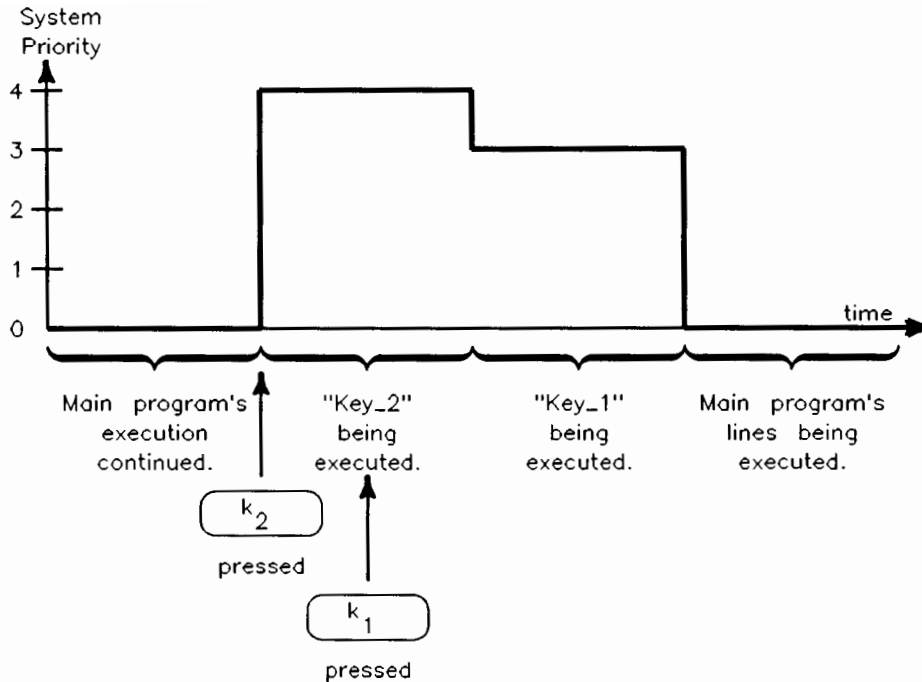 System
Priority
4
3
2
1
0
time
Main program's
execution
continued.
"Key_2"
being
executed.
"Key_1"
being
executed.
Main program's
lines being
executed.
k2
pressed
k1
pressed